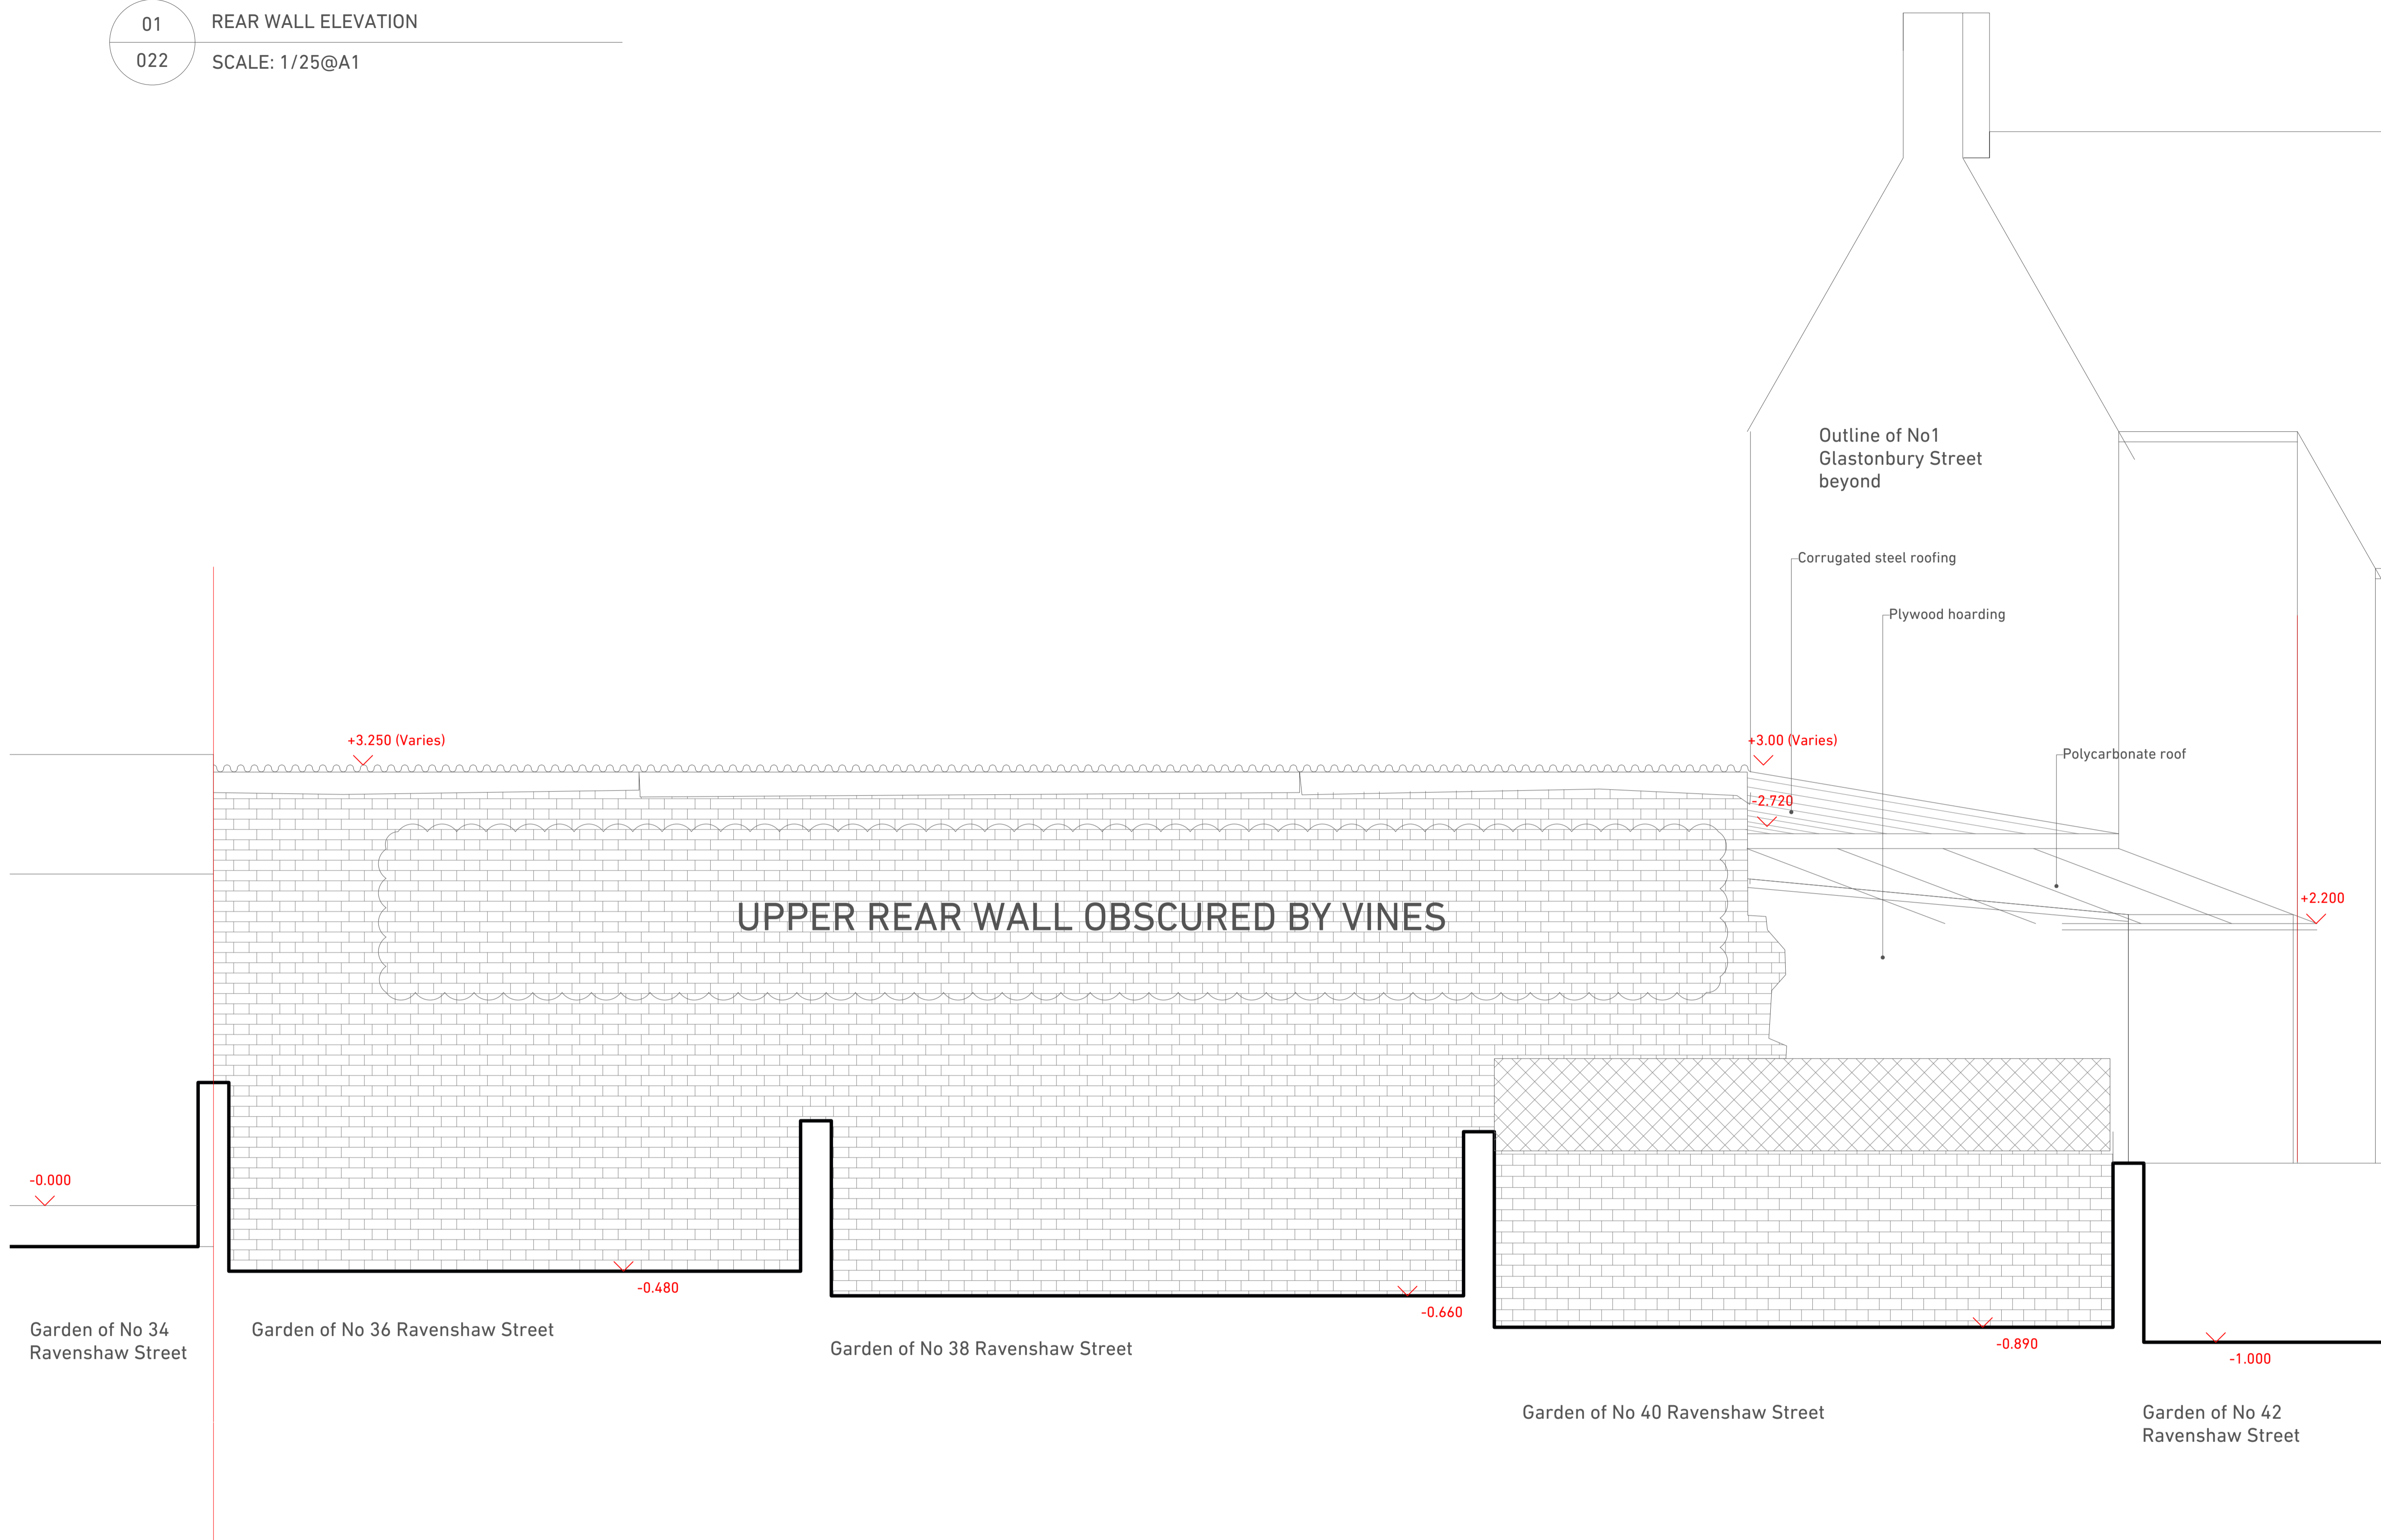 01
REAR WALL ELEVATION
022
SCALE: 1/25@A1
Outline of No1
Glastonbury Street
beyond
Corrugated steel roofing
Plywood hoarding
+3.250 (Varies)
+3.00 (Varies)
Polycarbonate roof
-2.720
+2.200
UPPER REAR WALL OBSCURED BY VINES
-0.000
-0.480
-0.660
-0.890
-1.000
Garden of No 34
Ravenshaw Street
Garden of No 36 Ravenshaw Street
Garden of No 38 Ravenshaw Street
Garden of No 40 Ravenshaw Street
Garden of No 42
Ravenshaw Street